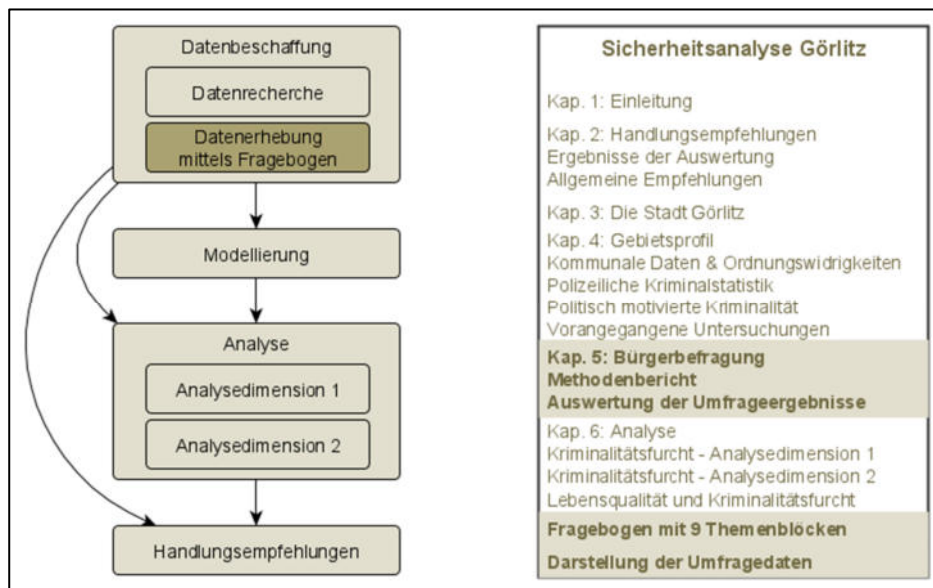 Datenbeschaffung
Datenrecherche
Datenerhebung
mittels Fragebogen
Modellierung
Analyse
Analysedimension 1
Analysedimension 2
Handlungsempfehlungen
Sicherheitsanalyse Görlitz
Kap. 1: Einleitung
Kap. 2: Handlungsempfehlungen
Ergebnisse der Auswertung
Allgemeine Empfehlungen
Kap. 3: Die Stadt Görlitz
Kap. 4: Gebietsprofil
Kommunale Daten & Ordnungswidrigkeiten
Polizeiliche Kriminalstatistik
Politisch motivierte Kriminalität
Vorangegangene Untersuchungen
Kap. 5: Bürgerbefragung
Methodenbericht
Auswertung der Umfrageergebnisse
Kap. 6: Analyse
Kriminalitätsfurcht - Analysedimension 1
Kriminalitätsfurcht - Analysedimension 2
Lebensqualität und Kriminalitätsfurcht
Fragebogen mit 9 Themenblöcken
Darstellung der Umfragedaten